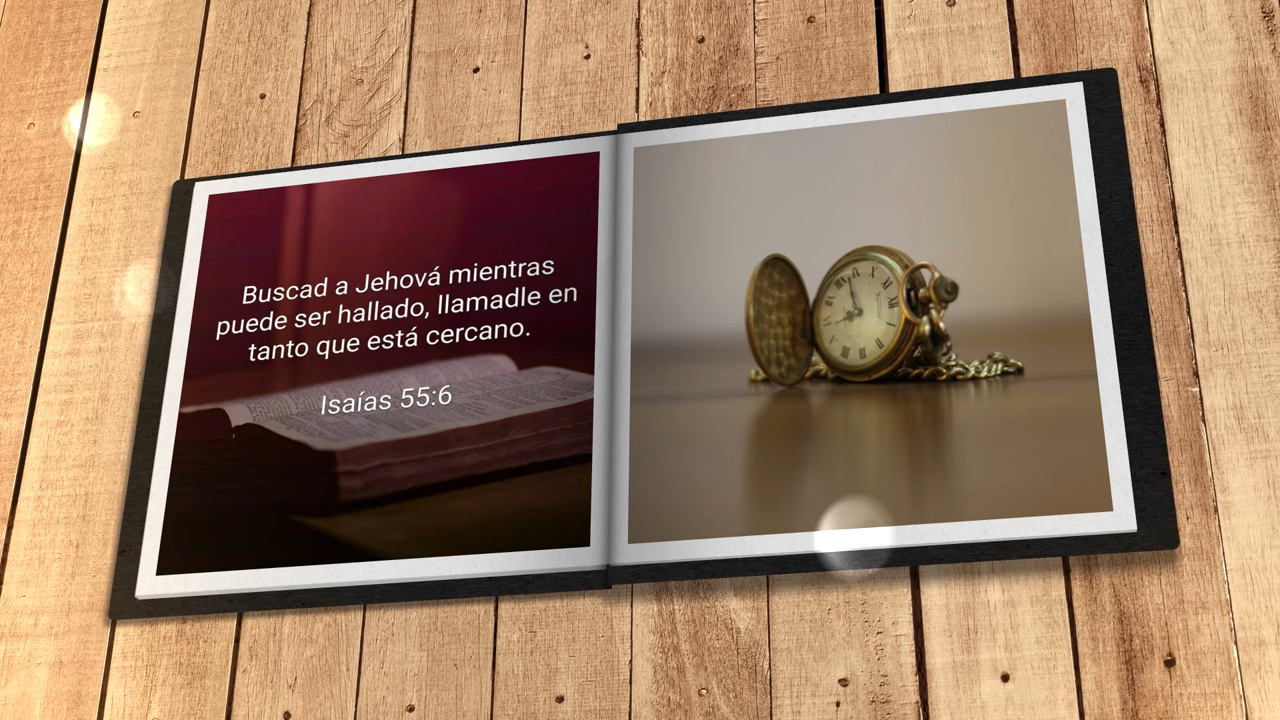 Buscad a Jehová mientras
puede ser hallado, llamadle en
tanto que está cercano.
Isaías 55:6